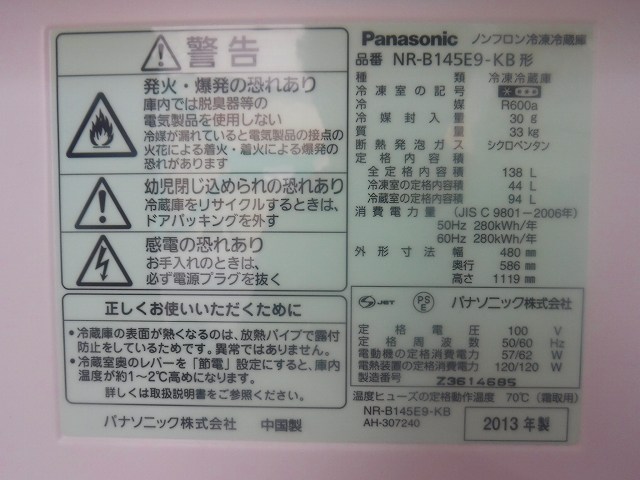 警告
発火・爆発の恐れあり
庫内では脱臭器等の
電気製品を使用しない
冷媒が漏れていると電気製品の接点の
火花による着火・着火による爆発の
恐れがあります
幼児閉じ込められの恐れあり
冷蔵庫をリサイクルするときは、
ドアパッキングを外す
感電の恐れあり
お手入れのときは、
必ず電源プラグを抜く
正しくお使いいただくために
・冷蔵庫の表面が熱くなるのは、放熱パイプで露付
防止をしているためです。異常ではありません。
・冷蔵室奥のレバーを「節電」設定にすると、庫内
温度が約1~2℃高めになります。
詳しくは取扱説明書をご参照ください。
パナソニック株式会社 中国製
Panasonic ノンフロン冷凍冷蔵庫
品番 NR-B145E9-KB形
種類 冷凍冷蔵庫
冷凍室の記号 ＊***
冷媒 R600a
冷媒封入量 30 g
質量 33 kg
断熱発泡ガス シクロペンタン
定格内容積
全定格内容積 138 L
冷凍室の定格内容積 44 L
冷蔵室の定格内容積 94 L
消費電力量 (JIS C 9801-2006年)
50Hz 280kWh/年
60Hz 280kWh/年
外形寸法 幅 480 mm
奥行 586 mm
高さ 1119 mm
S JET PS E パナソニック株式会社
定格電圧 100 V
定格周波数 50/60 Hz
電動機の定格消費電力 57/62 W
電熱装置の定格消費電力 120/120 W
製造番号 Z3614685
温度ヒューズの定格動作温度 70℃ (霜取用)
NR-B145E9-KB
AH-307240
2013年製